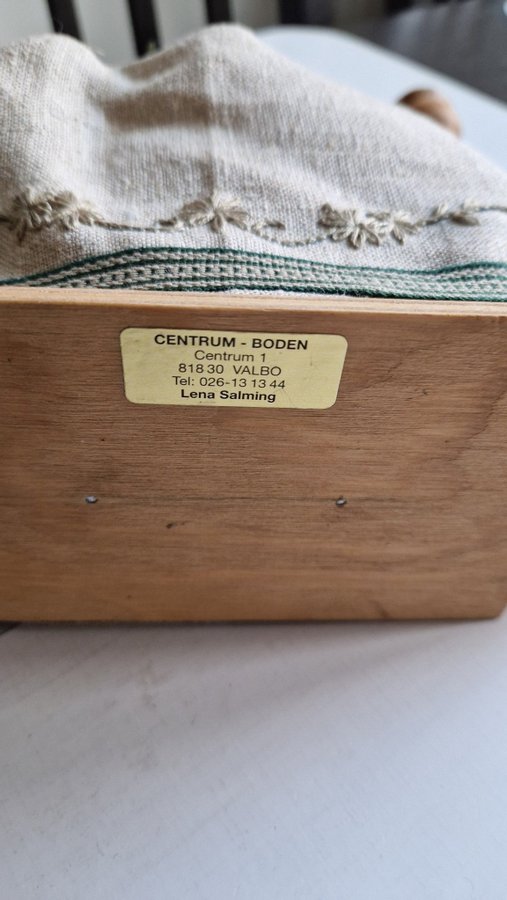 CENTRUM - BODEN
Centrum 1
818 30 VALBO
Tel: 026-13 13 44
Lena Salming